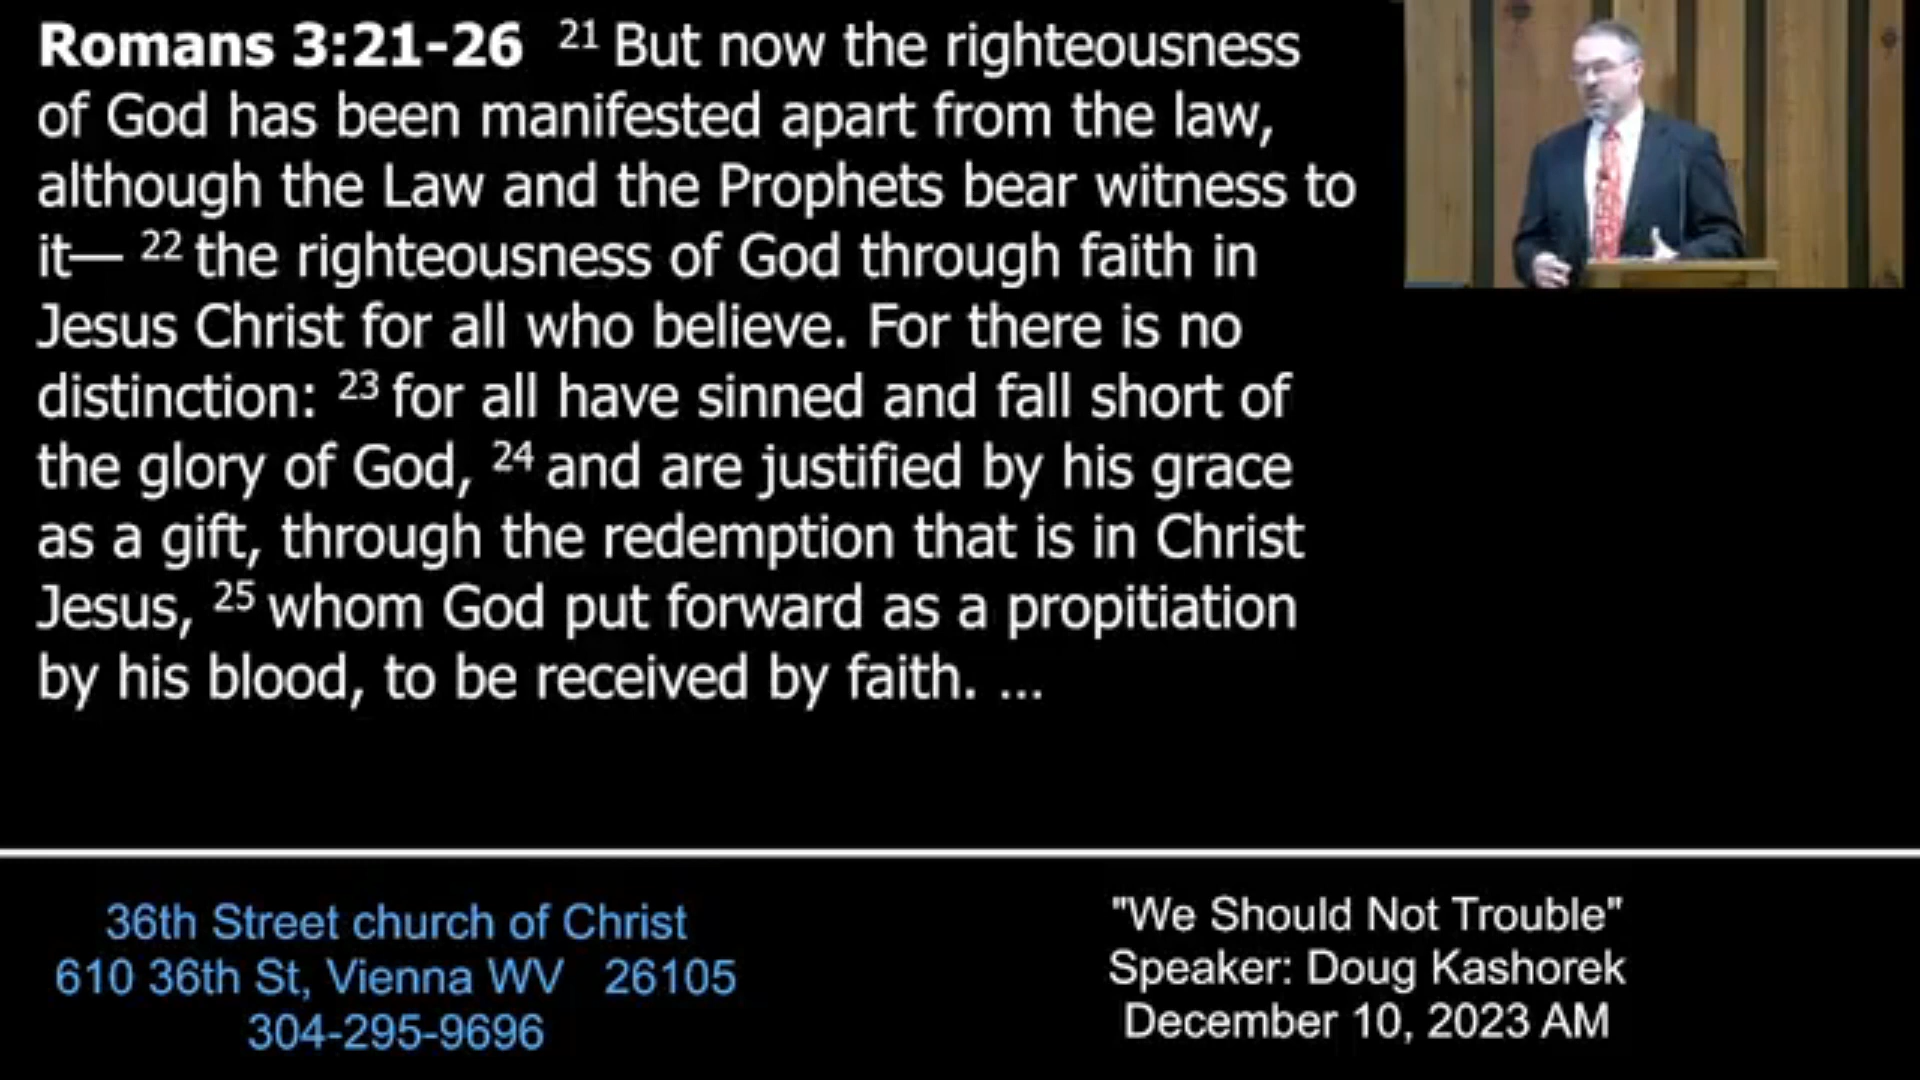 Romans 3:21-26 21 But now the righteousness
of God has been manifested apart from the law,
although the Law and the Prophets bear witness to
it— 22 the righteousness of God through faith in
Jesus Christ for all who believe. For there is no
distinction: 23 for all have sinned and fall short of
the glory of God, 24 and are justified by his grace
as a gift, through the redemption that is in Christ
Jesus, 25 whom God put forward as a propitiation
by his blood, to be received by faith. ...
36th Street church of Christ
610 36th St, Vienna WV 26105
304-295-9696
"We Should Not Trouble"
Speaker: Doug Kashorek
December 10, 2023 AM